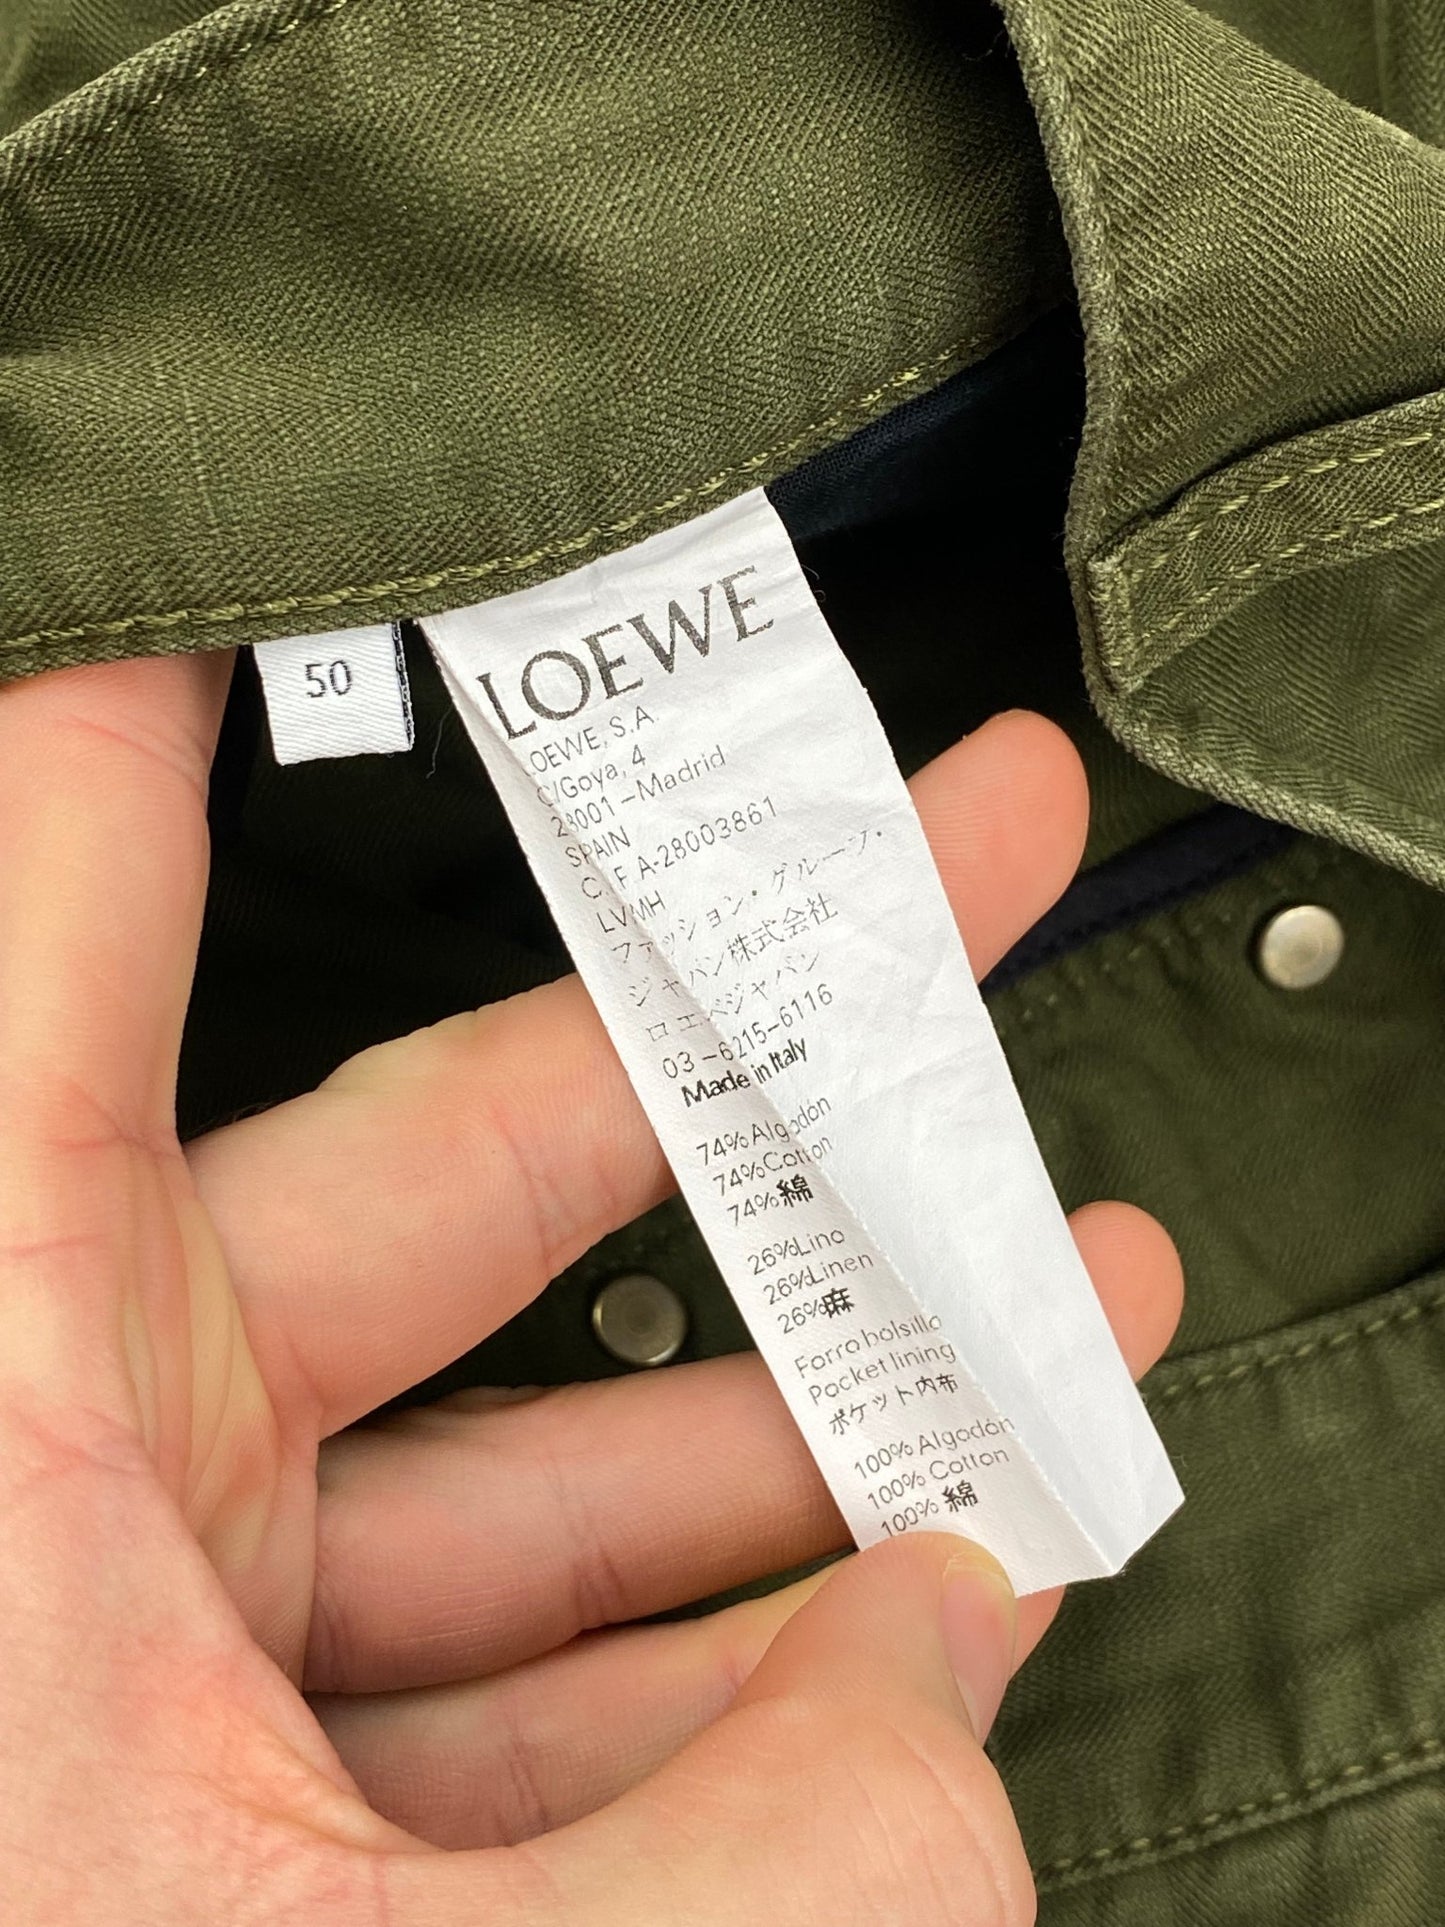 50
LOEWE
LOEWE, S.A.
C/Goya, 4
28001-Madrid
SPAIN
C.I.F A-28003861
LVMH
ファッション・グループ・
ジャパン株式会社
ロエベジャパン
03-6215-6116
Made in Italy
74%Algodón
74%Cotton
74%綿
26%Lino
26%Linen
26%麻
Forro bolsillo
Pocket lining
ポケット内布
100% Algodón
100% Cotton
100% 綿